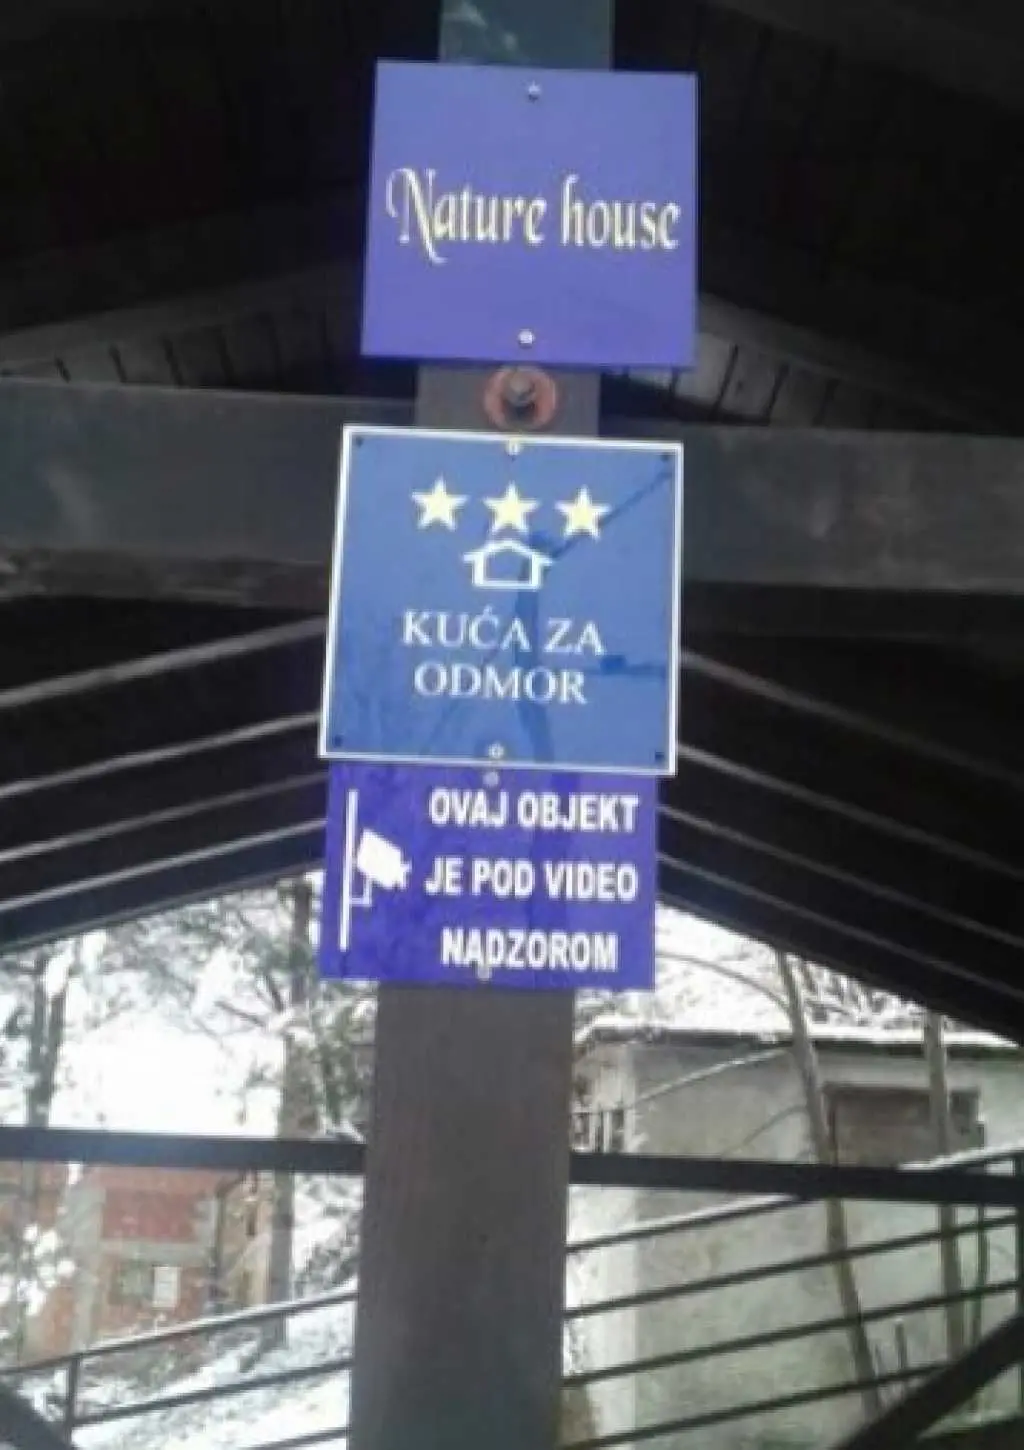 Nature house
KUĆA ZA
ODMOR
OVAJ OBJEKT
JE POD VIDEO
NADZOROM